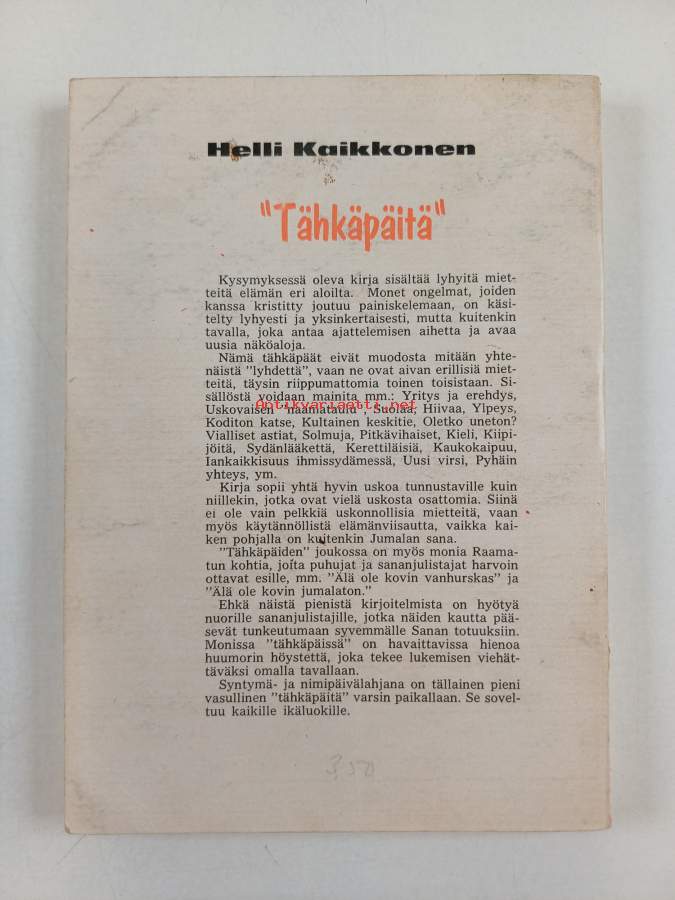 Helli Kaikkonen
"Tähkäpäitä"
Kysymyksessä oleva kirja sisältää lyhyitä miet-
teitä elämän eri aloilta. Monet ongelmat, joiden
kanssa kristitty joutuu painiskelemaan, on käsi-
telty lyhyesti ja yksinkertaisesti, mutta kuitenkin
tavalla, joka antaa ajattelemisen aihetta ja avaa
uusia näköaloja.
Nämä tähkäpäät eivät muodosta mitään yhte-
näistä "lyhdettä", vaan ne ovat aivan erillisiä miet-
teitä, täysin riippumattomia toinen toisistaan. Si-
sällöstä voidaan mainita mm.: Yritys ja erehdys,
Antikvariaatti.net
Uskovaisen "naamataulu", Suolaa, Hiivaa, Ylpeys,
Koditon katse, Kultainen keskitie, Oletko uneton?
Vialliset astiat, Solmuja, Pitkävihaiset, Kieli, Kiipi-
jöitä, Sydänlääkettä, Kerettiläisiä, Kaukokaipuu,
Iankaikkisuus ihmissydämessä, Uusi virsi, Pyhäin
yhteys, ym.
Kirja sopii yhtä hyvin uskoa tunnustaville kuin
niillekin, jotka ovat vielä uskosta osattomia. Siinä
ei ole vain pelkkiä uskonnollisia mietteitä, vaan
myös käytännöllistä elämänviisautta, vaikka kai-
ken pohjalla on kuitenkin Jumalan sana.
"Tähkäpäiden" joukossa on myös monia Raama-
tun kohtia, joita puhujat ja sananjulistajat harvoin
ottavat esille, mm. "Älä ole kovin vanhurskas" ja
"Älä ole kovin jumalaton."
Ehkä näistä pienistä kirjoitelmista on hyötyä
nuorille sananjulistajille, jotka näiden kautta pää-
sevät tunkeutumaan syvemmälle Sanan totuuksiin.
Monissa "tähkäpäissä" on havaittavissa hienoa
huumorin höystettä, joka tekee lukemisen viehät-
täväksi omalla tavallaan.
Syntymä- ja nimipäivälahjana on tällainen pieni
vasullinen "tähkäpäitä" varsin paikallaan. Se sovel-
tuu kaikille ikäluokille.
350